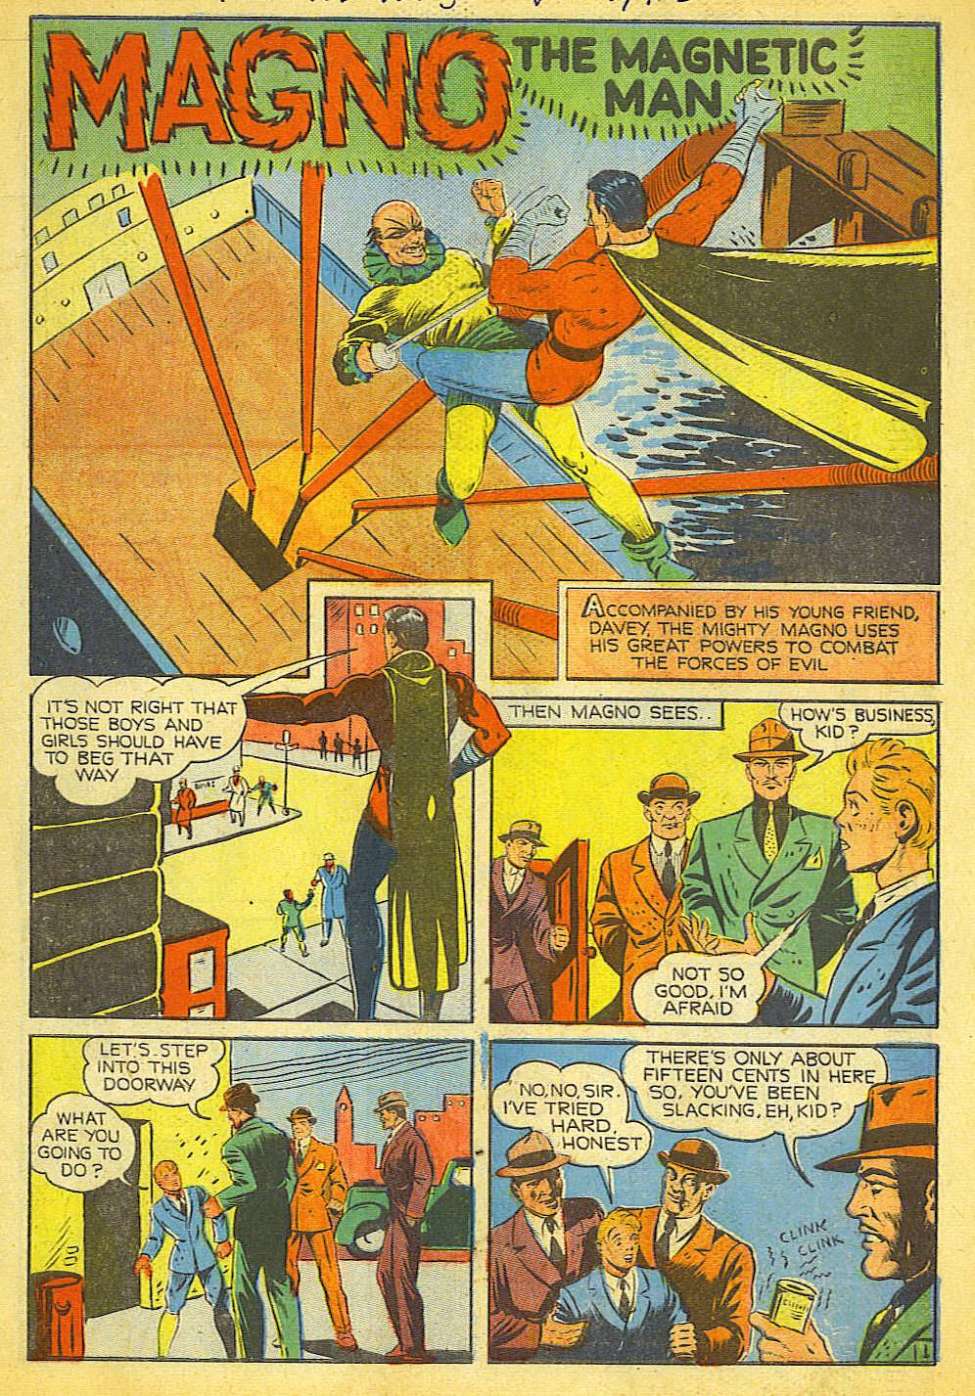 MAGNO
THE MAGNETIC
MAN
ACCOMPANIED BY HIS YOUNG FRIEND,
DAVEY, THE MIGHTY MAGNO USES
HIS GREAT POWERS TO COMBAT
THE FORCES OF EVIL
IT'S NOT RIGHT THAT
THOSE BOYS AND
GIRLS SHOULD HAVE
TO BEG THAT
WAY
THEN MAGNO SEES..
HOW'S BUSINESS,
KID?
NOT SO
GOOD, I'M
AFRAID
LET'S STEP
INTO THIS
DOORWAY
WHAT
ARE YOU
GOING TO
DO?
NO, NO, SIR.
I'VE TRIED
HARD,
HONEST
THERE'S ONLY ABOUT
FIFTEEN CENTS IN HERE
SO, YOU'VE BEEN
SLACKING, EH, KID?
CLINK
CLINK
1